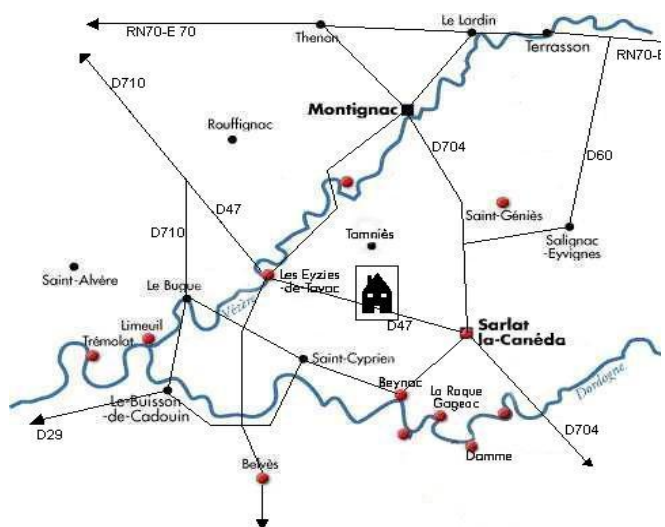 RN70-E 70
Thenon
Le Lardin
Terrasson
RN70-E
D710
Montignac
Rouffignac
D704
D60
D47
Saint-Géniès
D710
Tamniès
Salignac
-Eyvignes
Saint-Alvère
Les Eyzies
-de-Tayac
Le Bugue
Vézère
Limeuil
D47
Sarlat
la-Canéda
Trémolat
Saint-Cyprien
Beynac
La Roque
Gageac
Dordogne
Le-Buisson
-de-Cadouin
D29
D704
Domme
Belvès